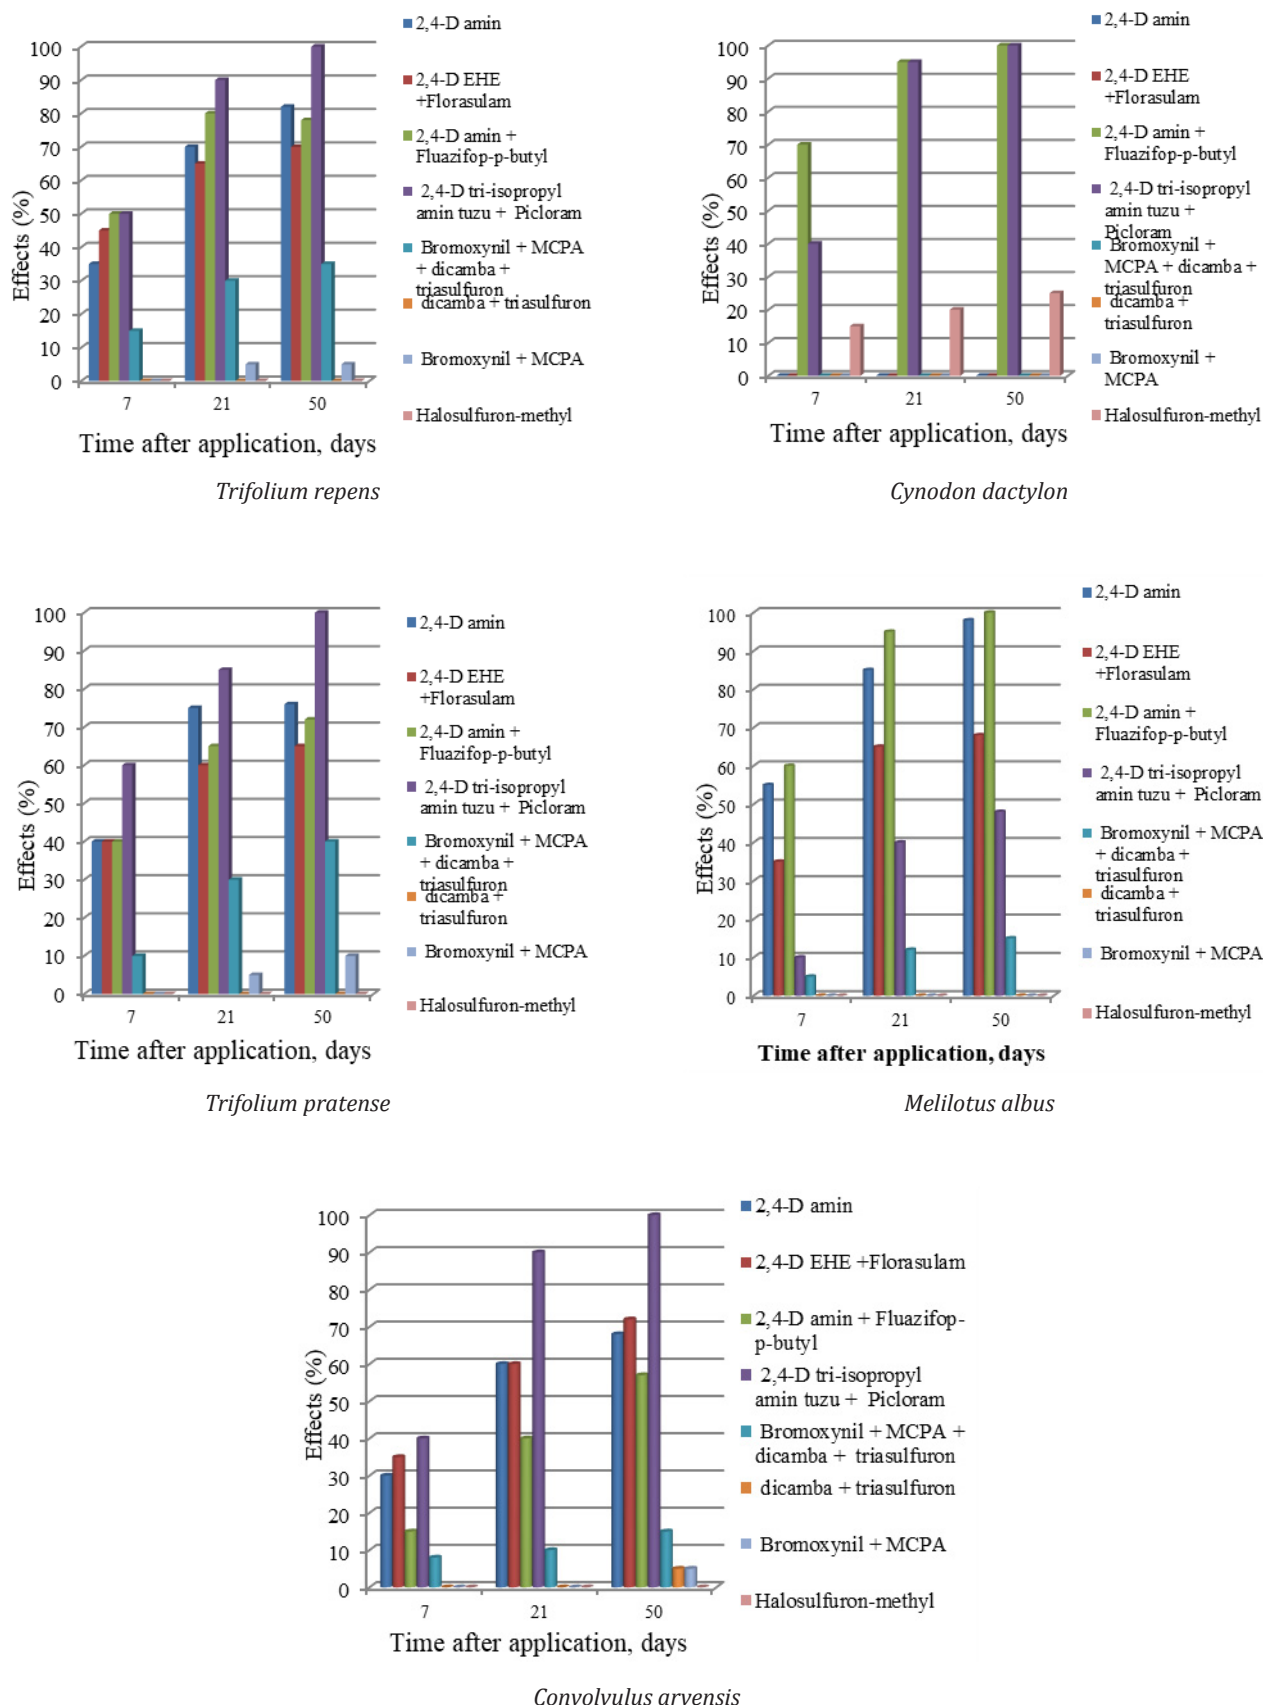 100
90
80
70
60
50
40
30
20
10
0
Effects (%)
7
21
50
Time after application, days
2,4-D amin
2,4-D EHE
+Florasulam
2,4-D amin +
Fluazifop-p-butyl
2,4-D tri-isopropyl
amin tuzu + Picloram
Bromoxynil + MCPA
+ dicamba +
triasulfuron
dicamba + triasulfuron
Bromoxynil + MCPA
Halosulfuron-methyl
Trifolium repens
100
90
80
70
60
50
40
30
20
10
0
Effects (%)
7
21
50
Time after application, days
2,4-D amin
2,4-D EHE
+Florasulam
2,4-D amin +
Fluazifop-p-butyl
2,4-D tri-isopropyl
amin tuzu +
Picloram
Bromoxynil +
MCPA + dicamba +
triasulfuron
dicamba +
triasulfuron
Bromoxynil +
MCPA
Halosulfuron-methyl
Cynodon dactylon
100
90
80
70
60
50
40
30
20
10
0
Effects (%)
7
21
50
Time after application, days
2,4-D amin
2,4-D EHE
+Florasulam
2,4-D amin +
Fluazifop-p-butyl
2,4-D tri-isopropyl
amin tuzu + Picloram
Bromoxynil + MCPA
+ dicamba +
triasulfuron
dicamba +
triasulfuron
Bromoxynil + MCPA
Halosulfuron-methyl
Trifolium pratense
100
90
80
70
60
50
40
30
20
10
0
Effects (%)
7
21
50
Time after application, days
2,4-D amin
2,4-D EHE
+Florasulam
2,4-D amin +
Fluazifop-p-butyl
2,4-D tri-isopropyl
amin tuzu + Picloram
Bromoxynil + MCPA
+ dicamba +
triasulfuron
dicamba +
triasulfuron
Bromoxynil + MCPA
Halosulfuron-methyl
Melilotus albus
100
90
80
70
60
50
40
30
20
10
0
Effects (%)
7
21
50
Time after application, days
2,4-D amin
2,4-D EHE +Florasulam
2,4-D amin + Fluazifop-
p-butyl
2,4-D tri-isopropyl
amin tuzu + Picloram
Bromoxynil + MCPA +
dicamba + triasulfuron
dicamba + triasulfuron
Bromoxynil + MCPA
Halosulfuron-methyl
Convolvulus arvensis